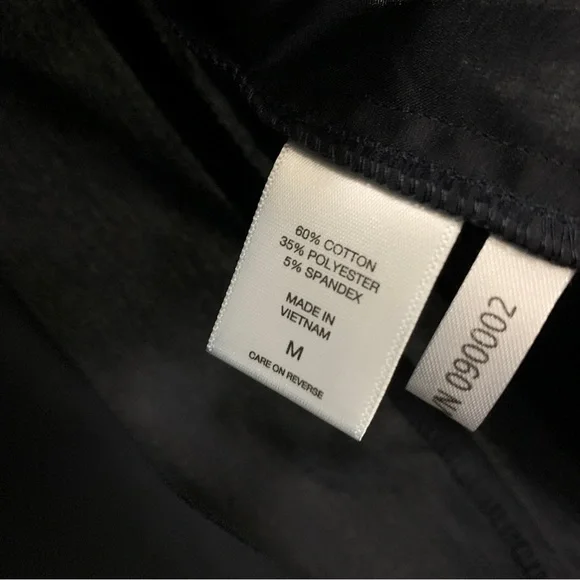 60% COTTON
35% POLYESTER
5% SPANDEX
MADE IN
VIETNAM
M
CARE ON REVERSE
/N 090002